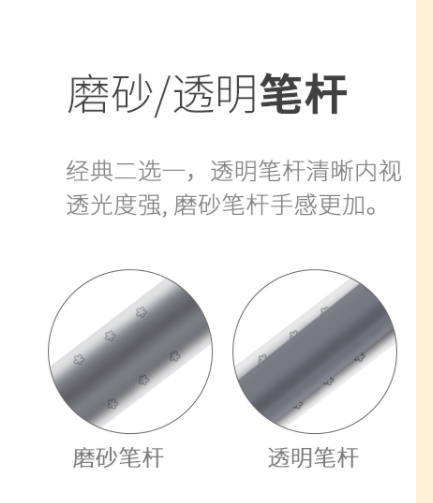 磨砂/透明笔杆
经典二选一，透明笔杆清晰内视
透光度强,磨砂笔杆手感更加。
磨砂笔杆
透明笔杆